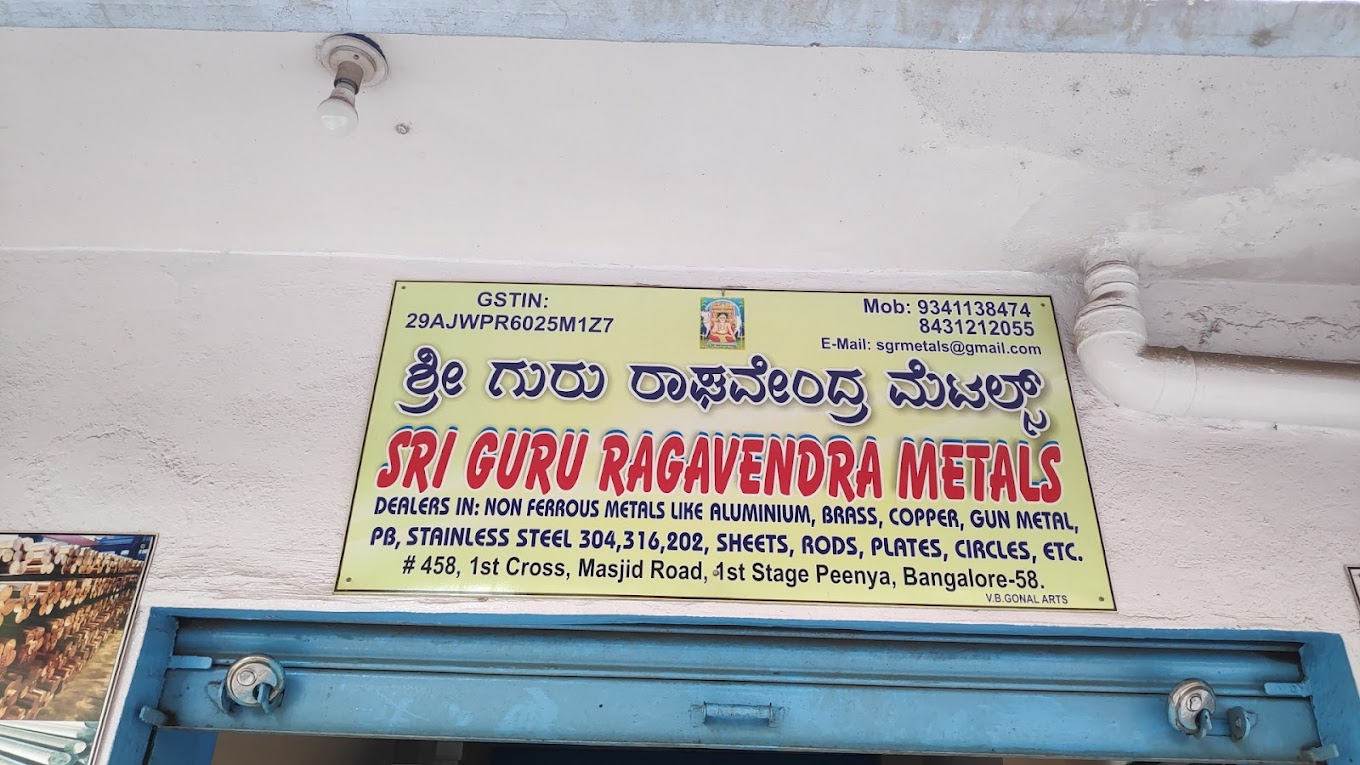 GSTIN:
29AJWPR6025M1Z7
Mob: 9341138474
8431212055
E-Mail: sgrmetals@gmail.com
ಶ್ರೀ ಗುರು ರಾಘವೇಂದ್ರ ಮೆಟಲ್ಸ್
SRI GURU RAGAVENDRA METALS
DEALERS IN: NON FERROUS METALS LIKE ALUMINIUM, BRASS, COPPER, GUN METAL,
PB, STAINLESS STEEL 304,316,202, SHEETS, RODS, PLATES, CIRCLES, ETC.
# 458, 1st Cross, Masjid Road, 1st Stage Peenya, Bangalore-58.
V.B.GONAL ARTS